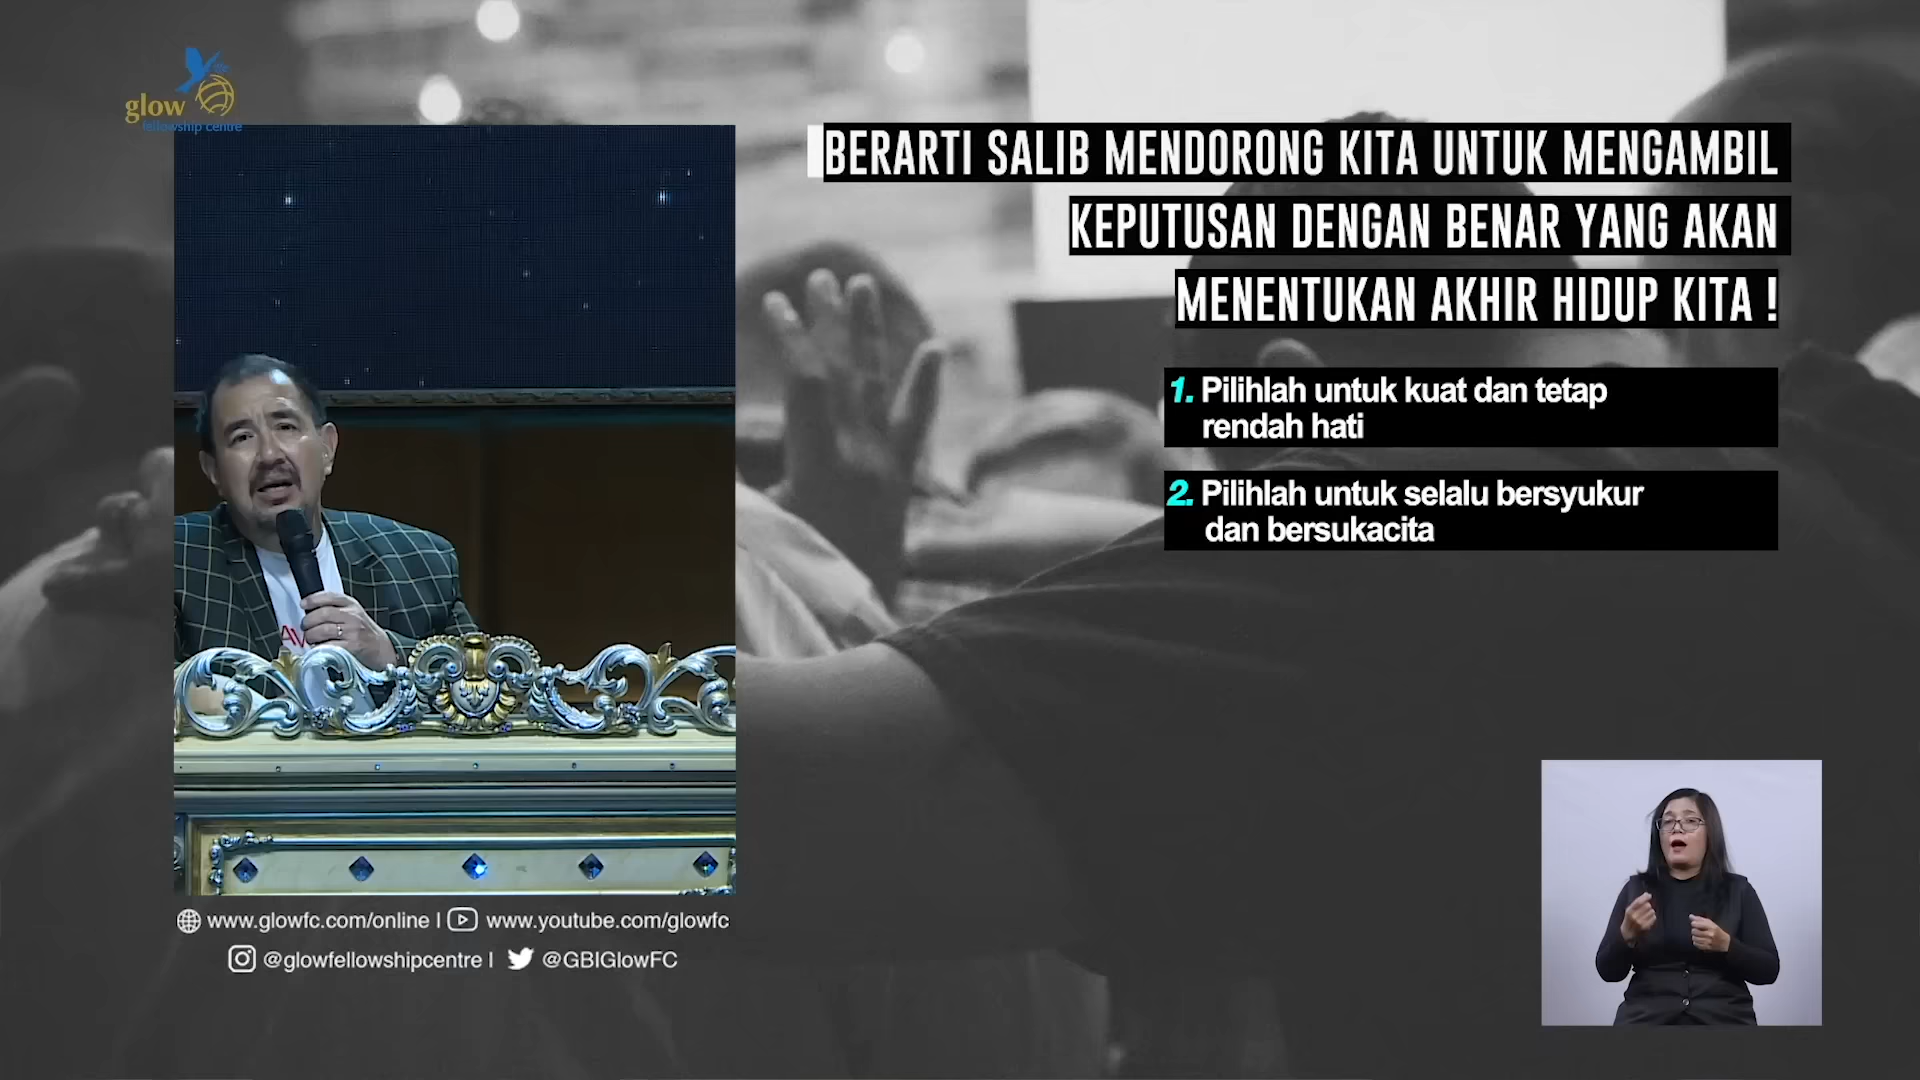 glow
fellowship centre
BERARTI SALIB MENDORONG KITA UNTUK MENGAMBIL
KEPUTUSAN DENGAN BENAR YANG AKAN
MENENTUKAN AKHIR HIDUP KITA !
1. Pilihlah untuk kuat dan tetap
rendah hati
2. Pilihlah untuk selalu bersyukur
dan bersukacita
www.glowfc.com/online I www.youtube.com/glowfc
@glowfellowshipcentre I @GBIGlowFC